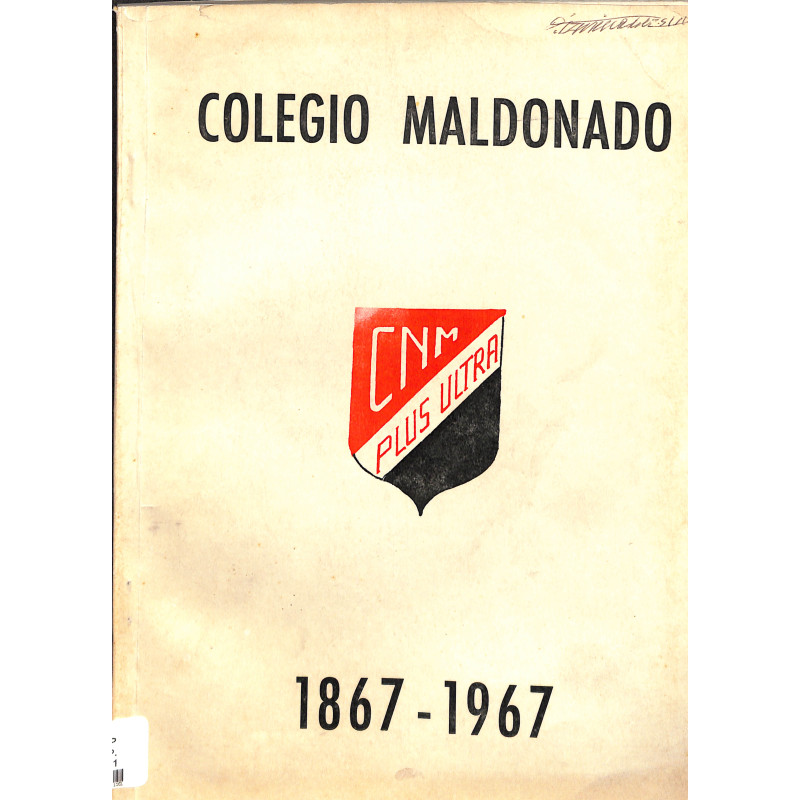 COLEGIO MALDONADO
CNM
PLUS ULTRA
1867 - 1967